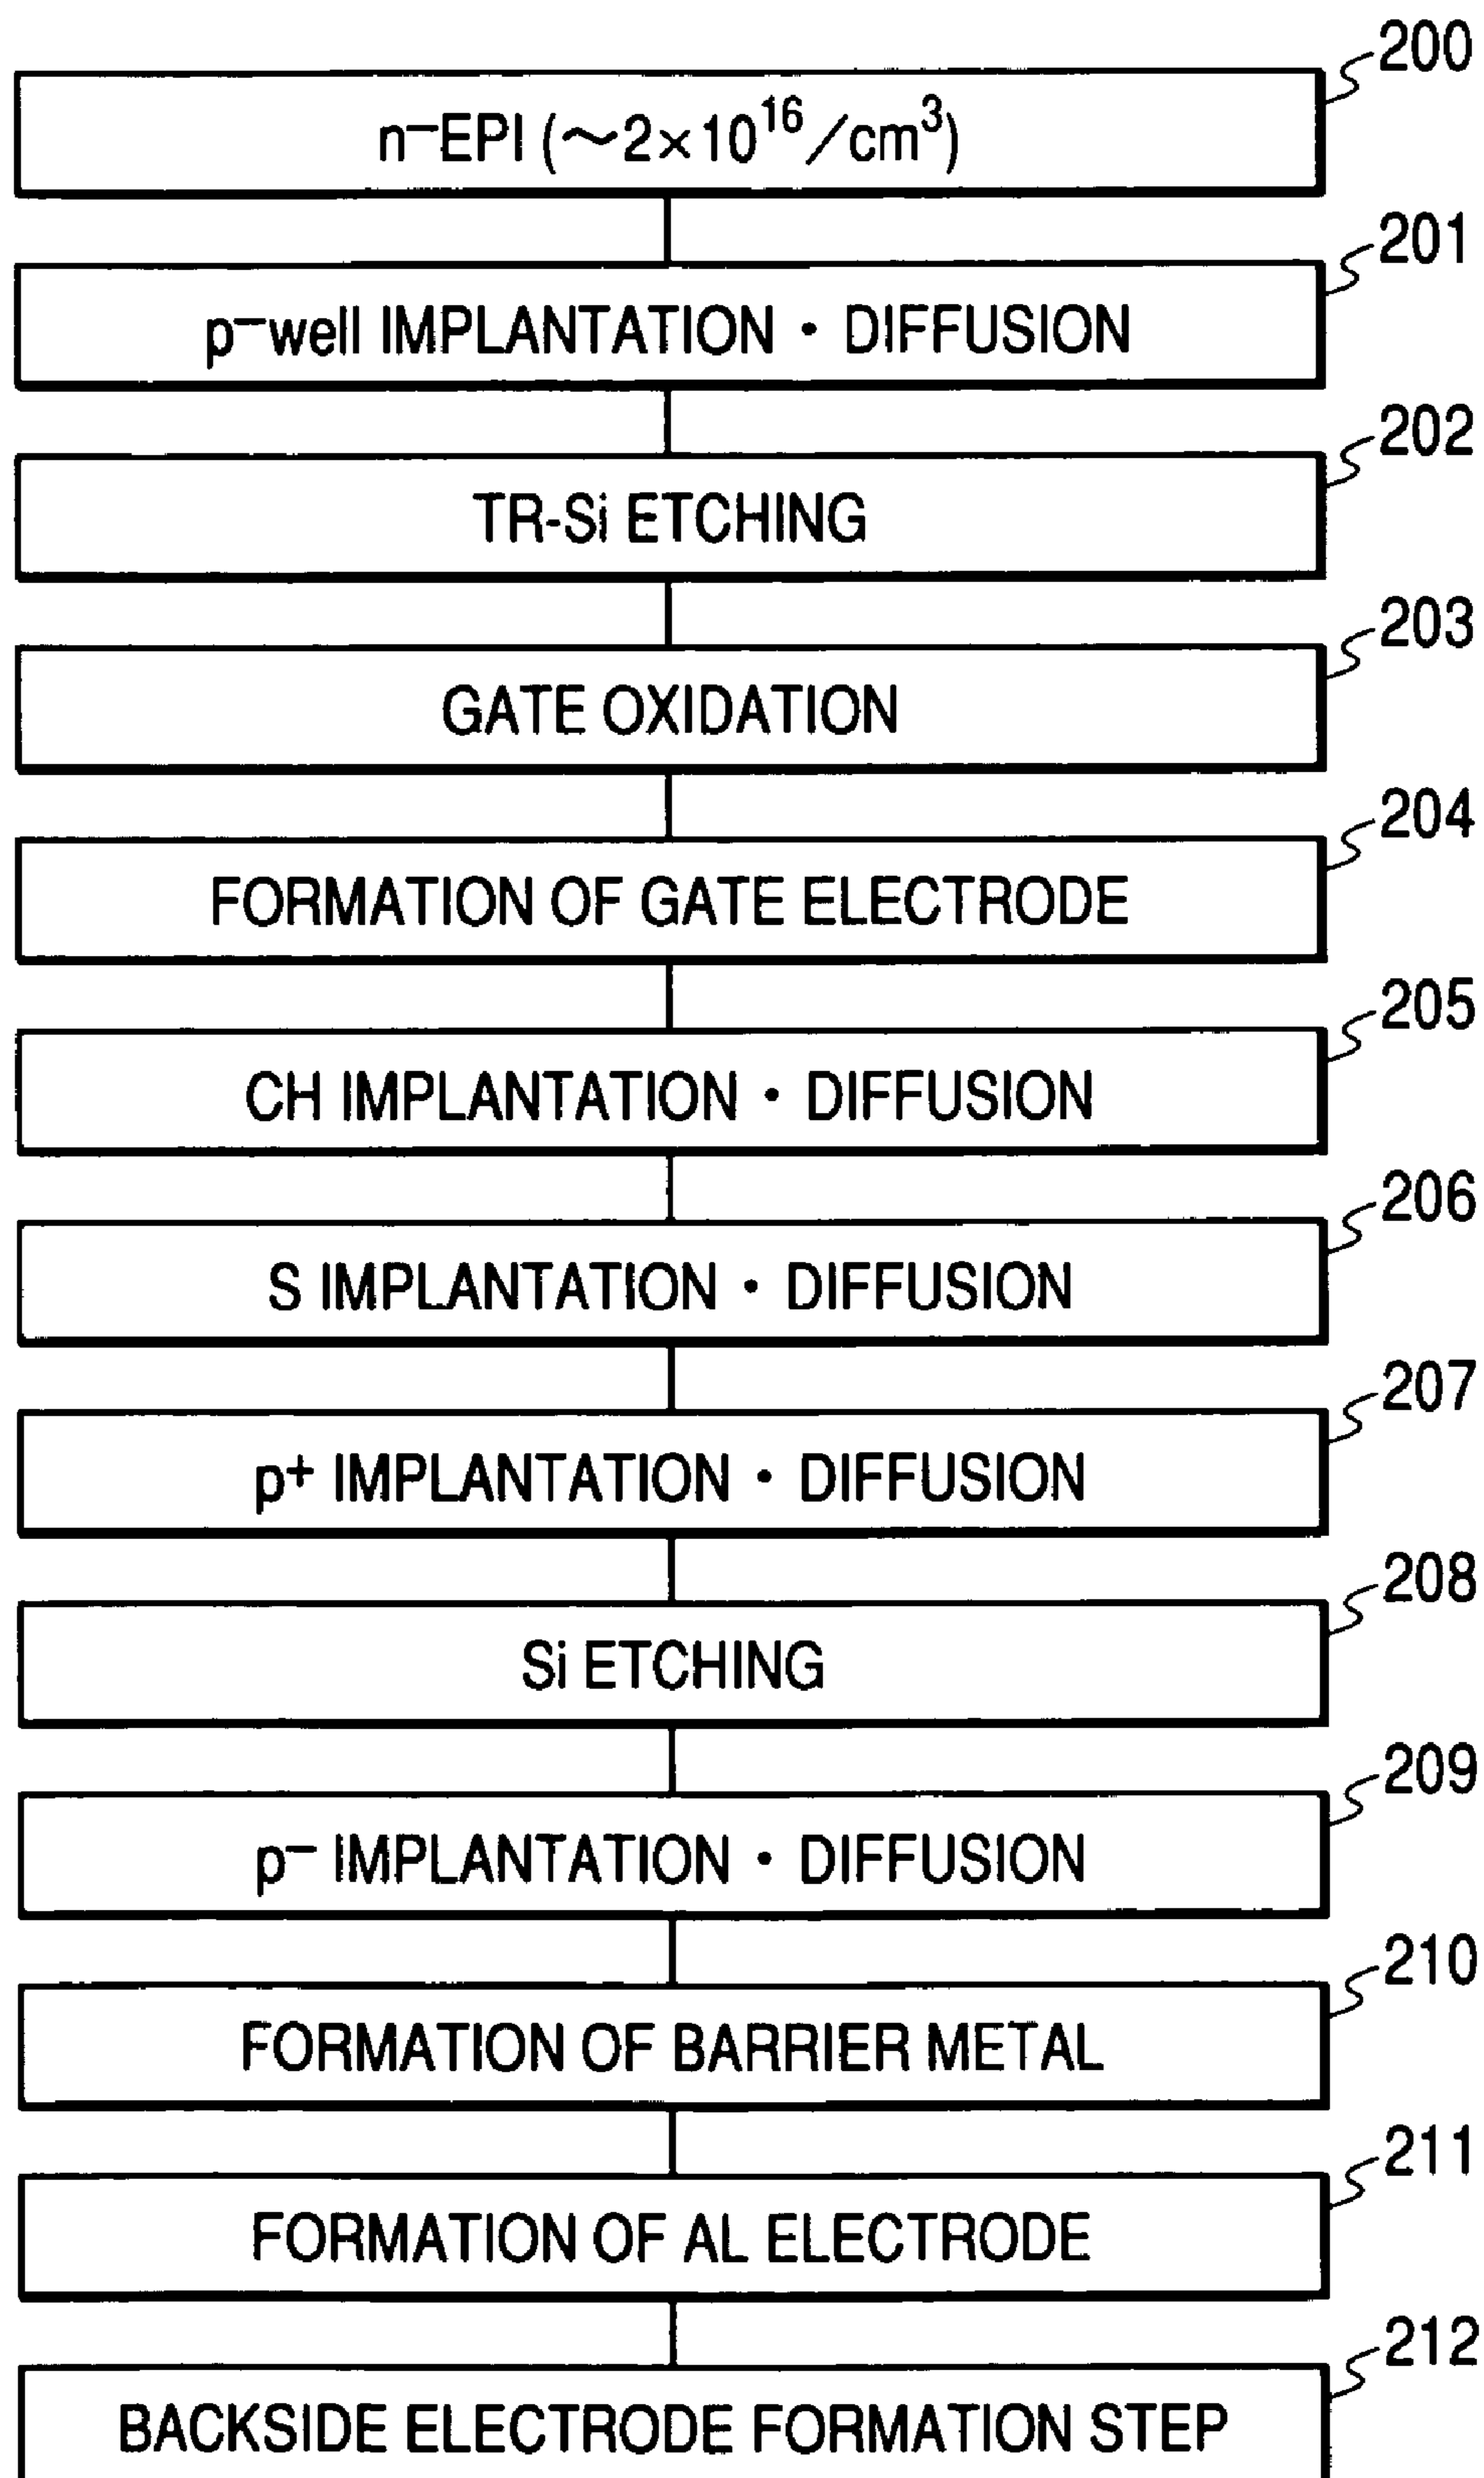 200
n⁻EPI (~2×10¹⁶/cm³)
201
p⁻well IMPLANTATION・DIFFUSION
202
TR-Si ETCHING
203
GATE OXIDATION
204
FORMATION OF GATE ELECTRODE
205
CH IMPLANTATION・DIFFUSION
206
S IMPLANTATION・DIFFUSION
207
p⁺ IMPLANTATION・DIFFUSION
208
Si ETCHING
209
p⁻ IMPLANTATION・DIFFUSION
210
FORMATION OF BARRIER METAL
211
FORMATION OF AL ELECTRODE
212
BACKSIDE ELECTRODE FORMATION STEP